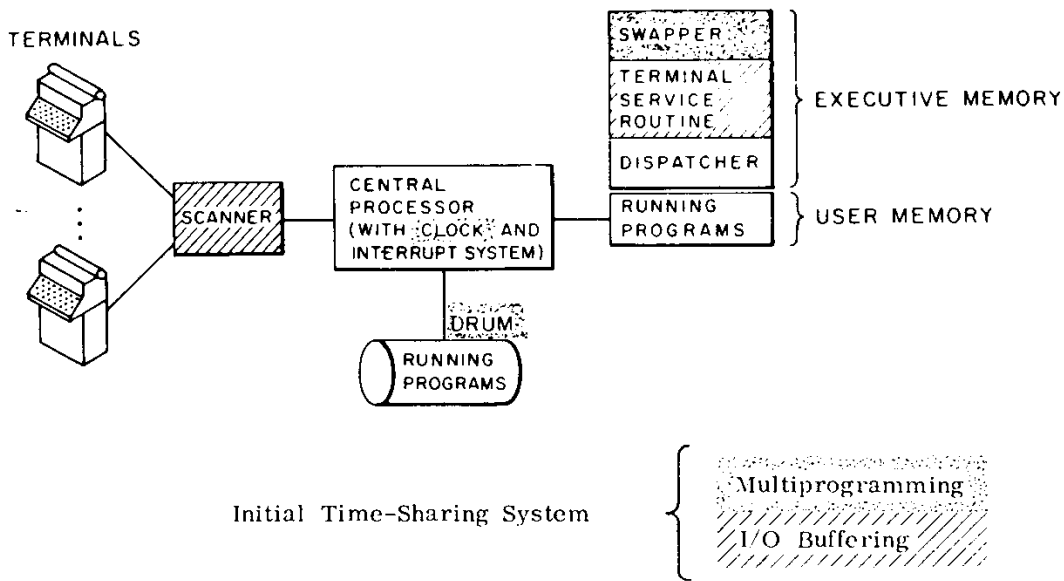 TERMINALS
SCANNER
CENTRAL
PROCESSOR
(WITH CLOCK AND
INTERRUPT SYSTEM)
DRUM
RUNNING
PROGRAMS
SWAPPER
TERMINAL
SERVICE
ROUTINE
DISPATCHER
EXECUTIVE MEMORY
RUNNING
PROGRAMS
USER MEMORY
Initial Time-Sharing System
Multiprogramming
I/O Buffering